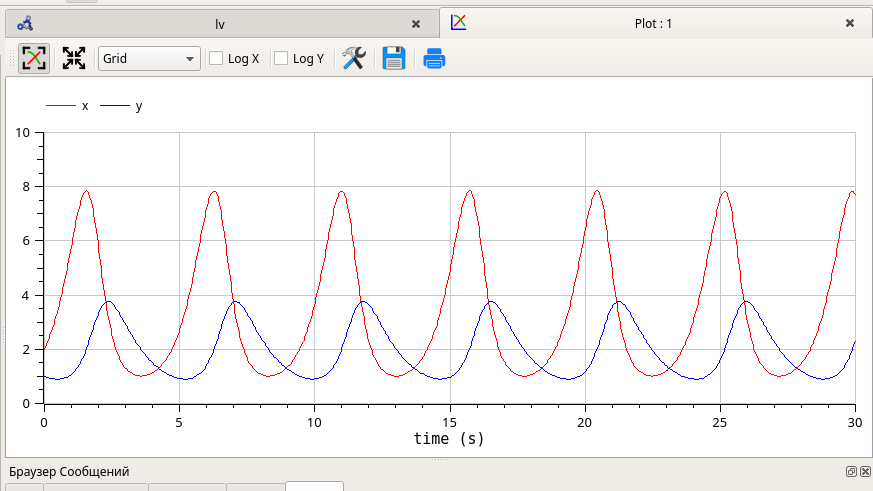 lv
Plot : 1
Grid
Log X
Log Y
x y
10
8
6
4
2
0
0 5 10 15 20 25 30
time (s)
Браузер Сообщений